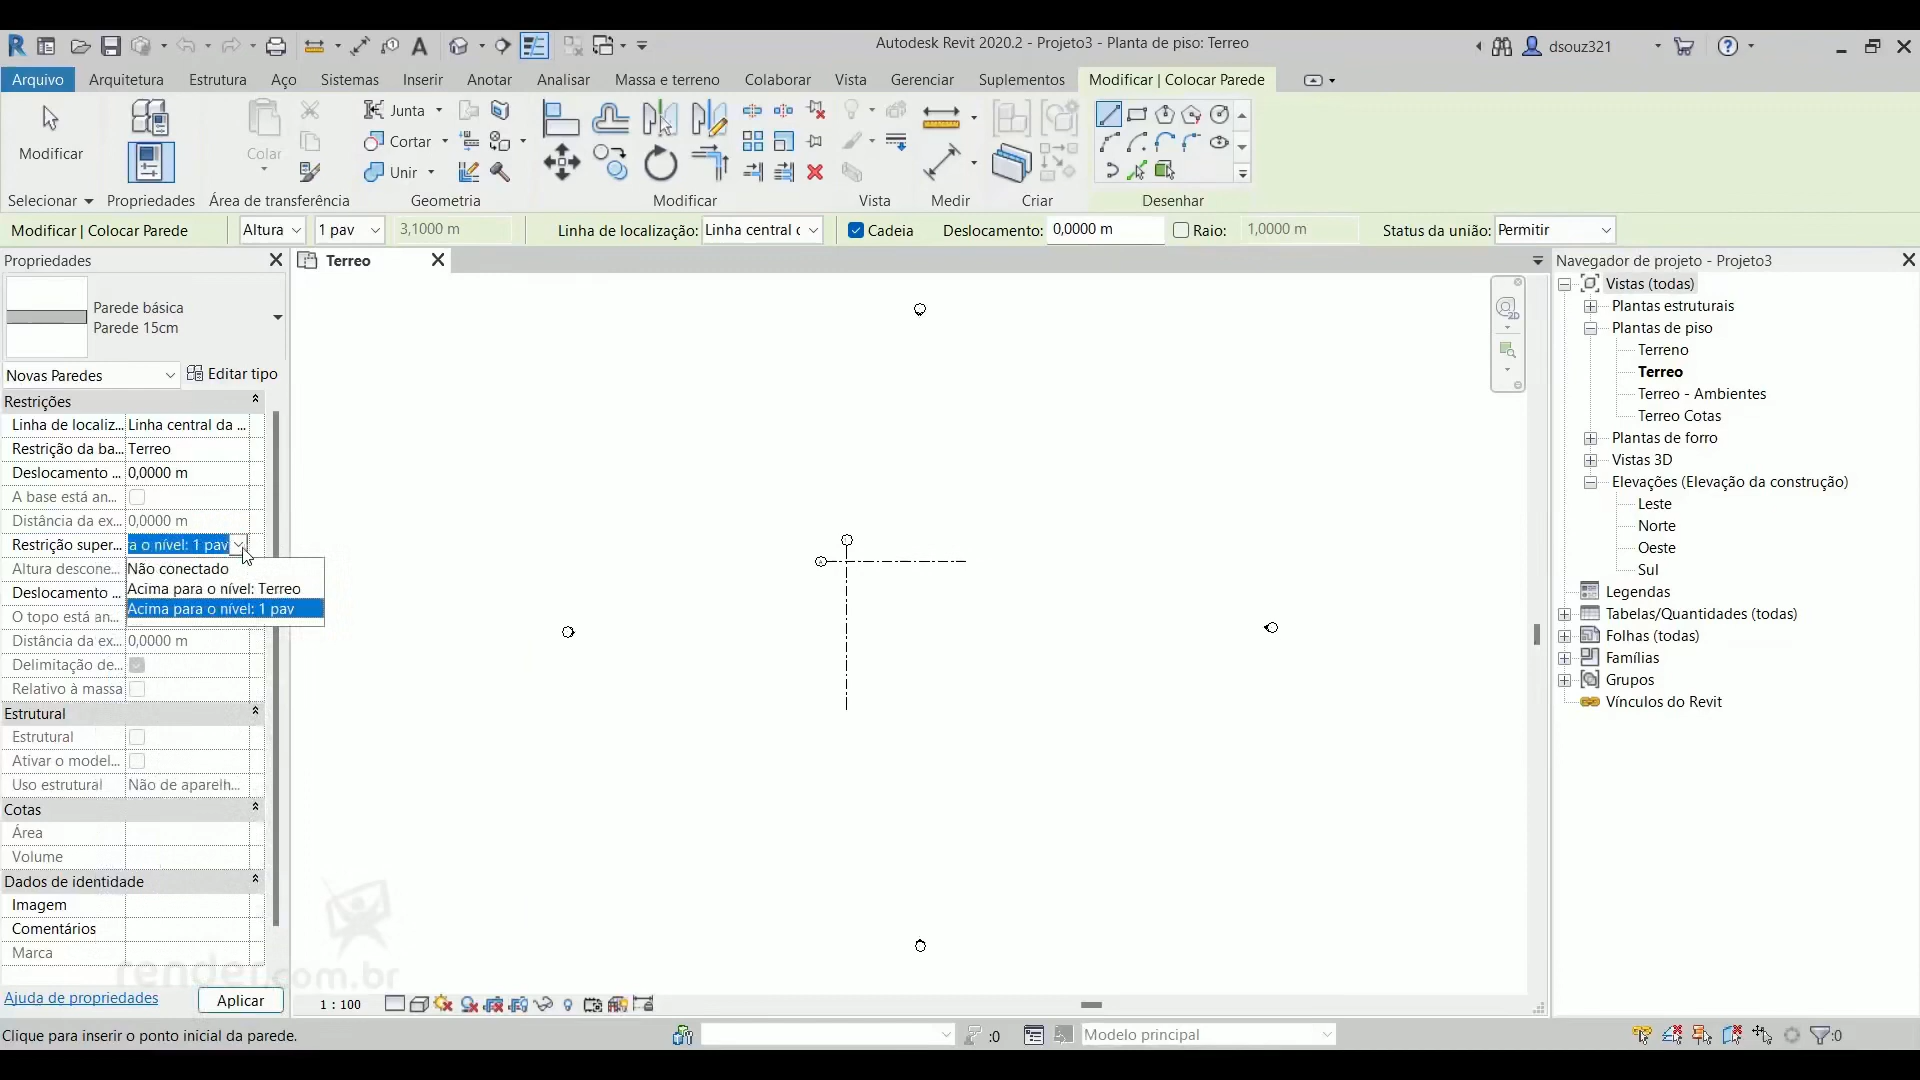 Autodesk Revit 2020.2 - Projeto3 - Planta de piso: Terreo
dsouz321
Arquivo Arquitetura Estrutura Aço Sistemas Inserir Anotar Analisar Massa e terreno Colaborar Vista Gerenciar Suplementos Modificar | Colocar Parede
Modificar
Colar
Junta
Cortar
Unir
Selecionar Propriedades Área de transferência Geometria Modificar Vista Medir Criar Desenhar
Modificar | Colocar Parede Altura 1 pav 3,1000 m Linha de localização: Linha central c Cadeia Deslocamento: 0,0000 m Raio: 1,0000 m Status da união: Permitir
Propriedades
Parede básica
Parede 15cm
Novas Paredes Editar tipo
Restrições
Linha de localiz... Linha central da ...
Restrição da ba... Terreo
Deslocamento ... 0,0000 m
A base está an...
Distância da ex... 0,0000 m
Restrição super... a o nível: 1 pav
Altura descone...
Deslocamento ...
O topo está an...
Não conectado
Acima para o nível: Terreo
Acima para o nível: 1 pav
Distância da ex... 0,0000 m
Delimitação de...
Relativo à massa
Estrutural
Estrutural
Ativar o model...
Uso estrutural Não de aparelh...
Cotas
Área
Volume
Dados de identidade
Imagem
Comentários
Marca
Ajuda de propriedades Aplicar
render.com.br
Terreo
2D
1 : 100
Navegador de projeto - Projeto3
Vistas (todas)
Plantas estruturais
Plantas de piso
Terreno
Terreo
Terreo - Ambientes
Terreo Cotas
Plantas de forro
Vistas 3D
Elevações (Elevação da construção)
Leste
Norte
Oeste
Sul
Legendas
Tabelas/Quantidades (todas)
Folhas (todas)
Famílias
Grupos
Vínculos do Revit
Clique para inserir o ponto inicial da parede.
:0
Modelo principal
:0